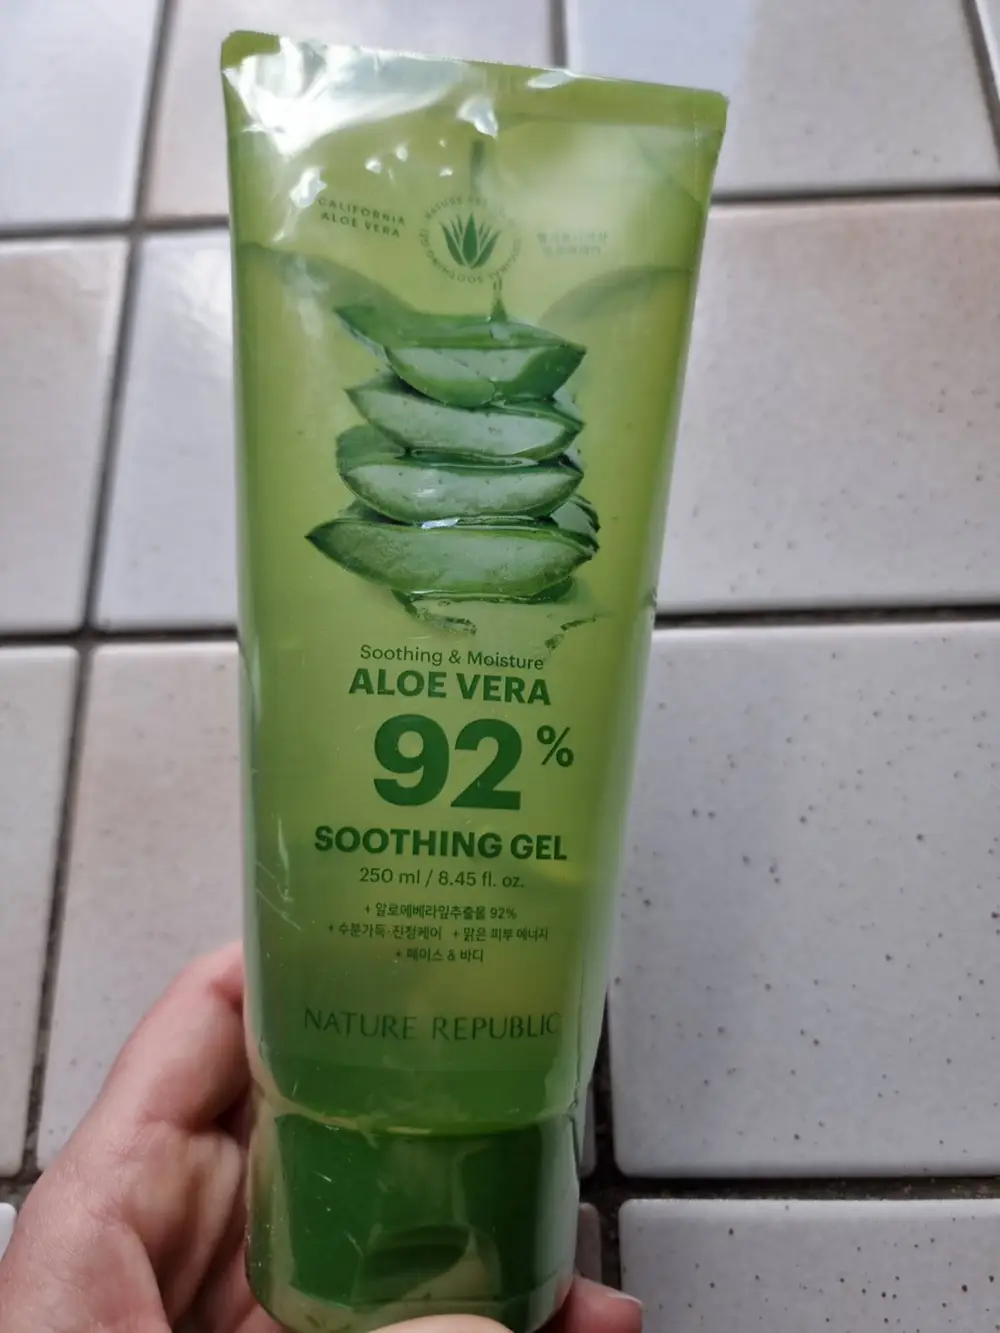 CALIFORNIA
ALOE VERA
Soothing & Moisture
ALOE VERA
92%
SOOTHING GEL
250 ml / 8.45 fl. oz.
+ 알로에베라잎추출물 92%
+ 수분가득·진정케어 + 맑은 피부 에너지
+ 페이스 & 바디
NATURE REPUBLIC